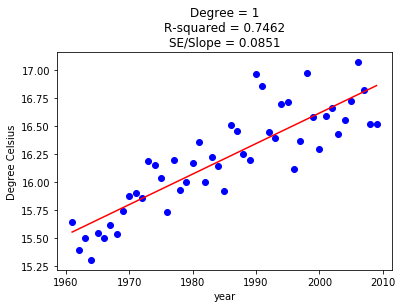 Degree = 1
R-squared = 0.7462
SE/Slope = 0.0851
17.00
16.75
16.50
16.25
16.00
15.75
15.50
15.25
Degree Celsius
1960 1970 1980 1990 2000 2010
year